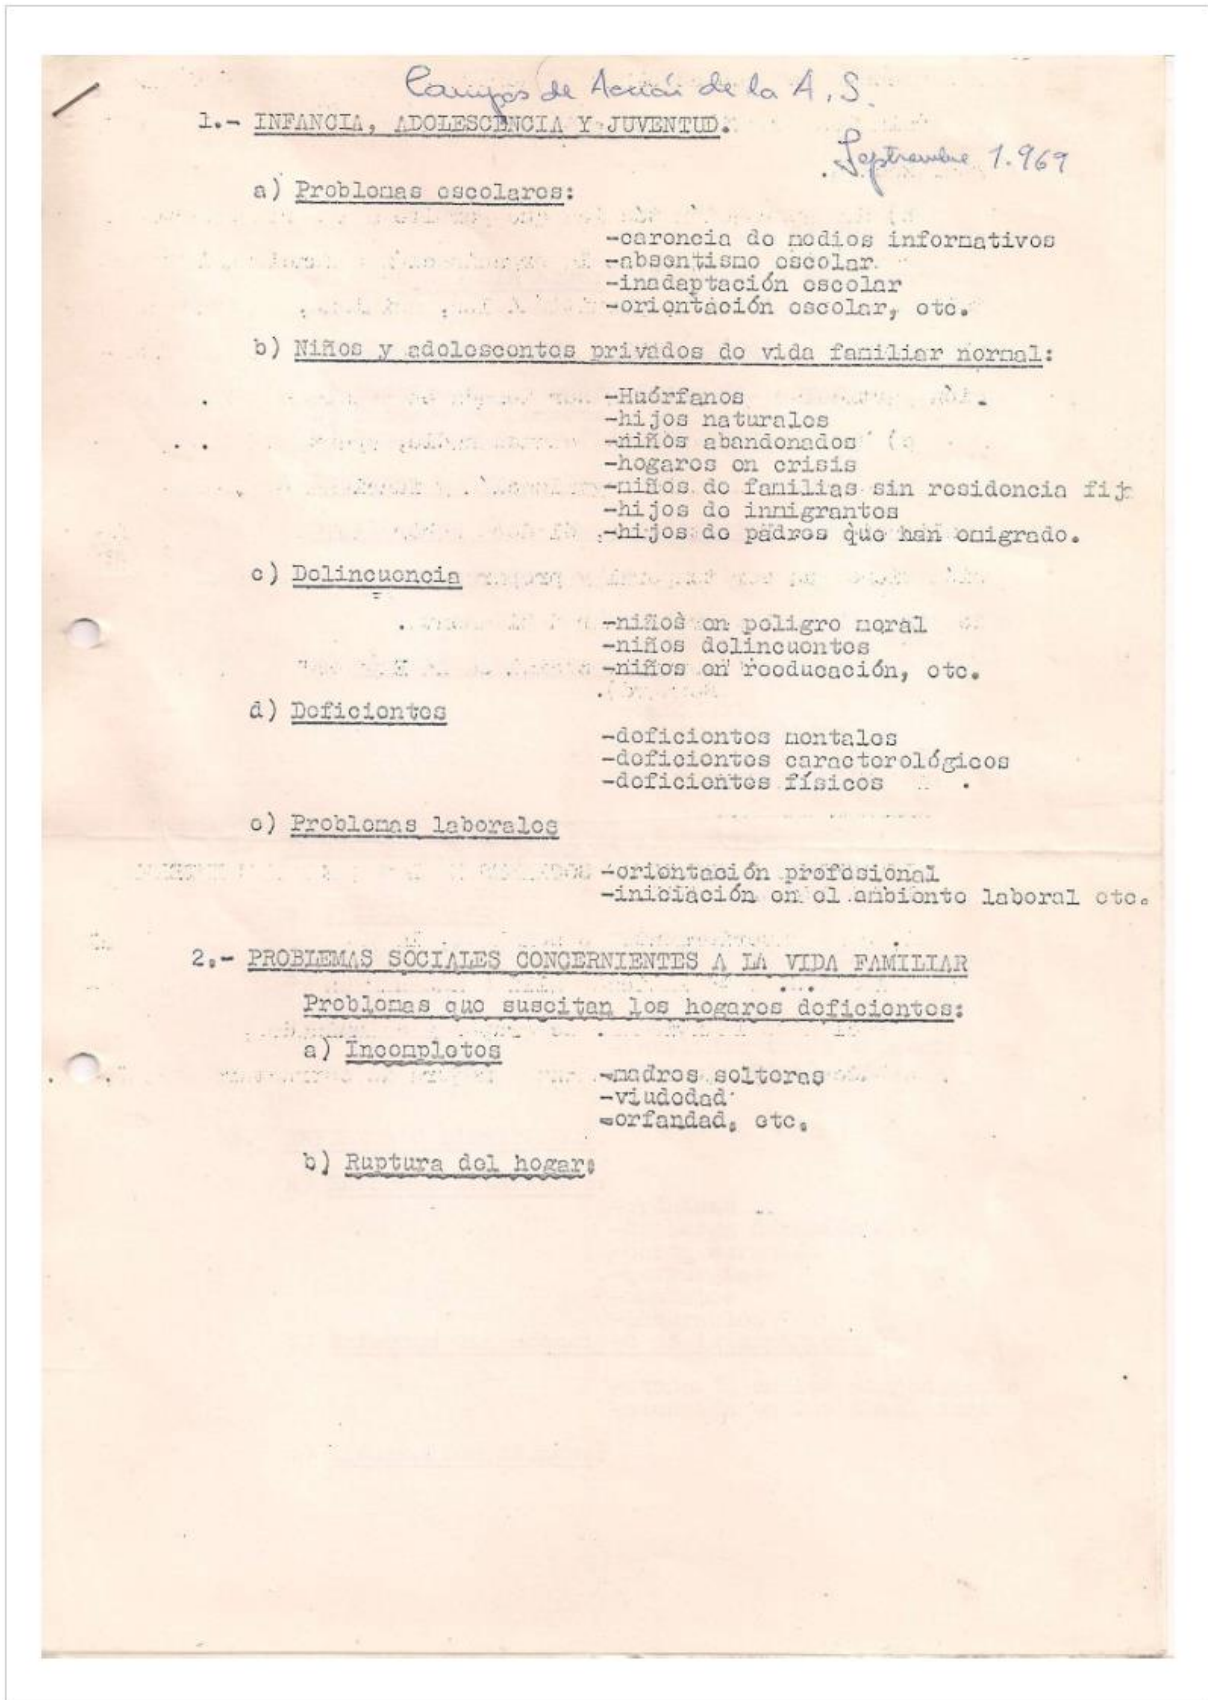 Campos de Acción de la A. S.
1.- INFANCIA, ADOLESCENCIA Y JUVENTUD.
Septiembre 1.969
a) Problemas escolares:
-carencia de medios informativos
-absentismo escolar
-inadaptación escolar
-orientación escolar, etc.
b) Niños y adolescentes privados de vida familiar normal:
-Huérfanos
-hijos naturales
-niños abandonados
-hogares en crisis
-niños de familias sin residencia fij
-hijos de inmigrantes
-hijos de padres que han emigrado.
c) Delincuencia
-niños en peligro moral
-niños delincuentes
-niños en reeducación, etc.
d) Deficientes
-deficientes mentales
-deficientes caracterológicos
-deficientes físicos
e) Problemas laborales
-orientación profesional
-iniciación en el ambiente laboral etc.
2.- PROBLEMAS SOCIALES CONCERNIENTES A LA VIDA FAMILIAR
Problemas que suscitan los hogares deficientes:
a) Incompletos
-madres solteras
-viudedad
-orfandad, etc.
b) Ruptura del hogar: